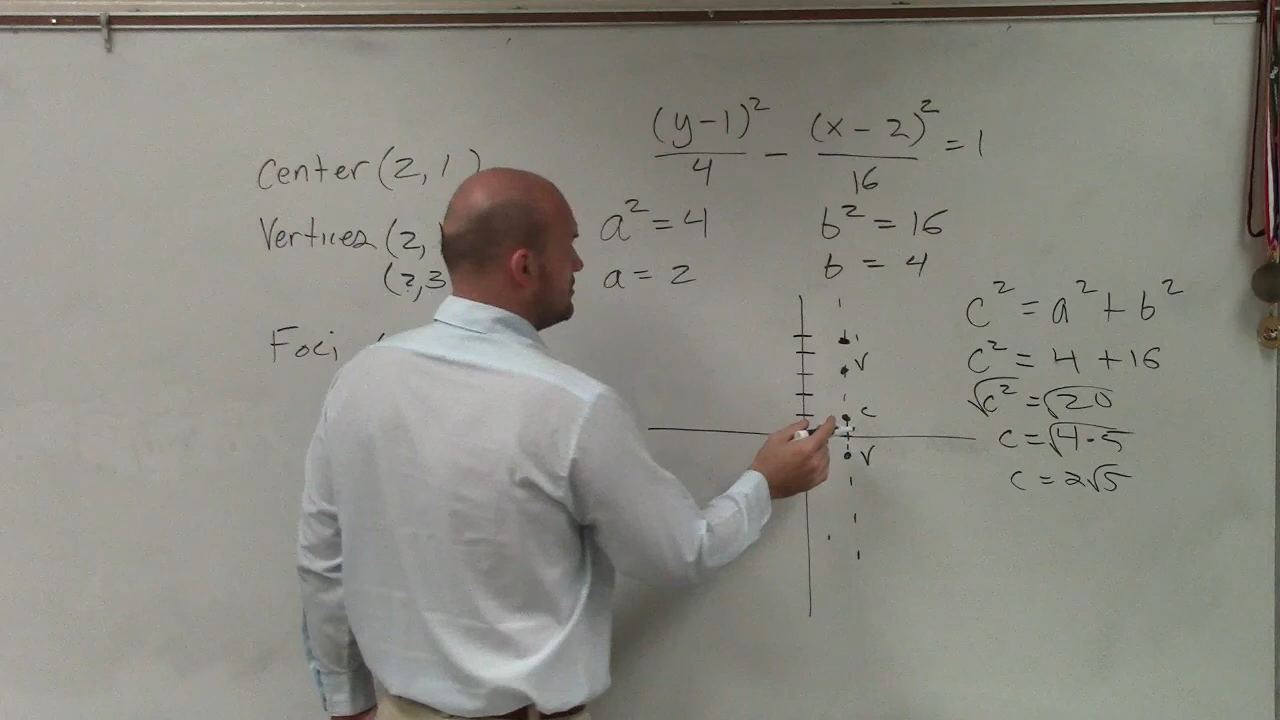 Center (2, 1)
Vertices (2,
(2,3
Foci (
(y-1)²/4 - (x-2)²/16 = 1
a² = 4
a = 2
b² = 16
b = 4
c² = a² + b²
c² = 4 + 16
√c² = √20
c = √4·5
c = 2√5
V
C
V